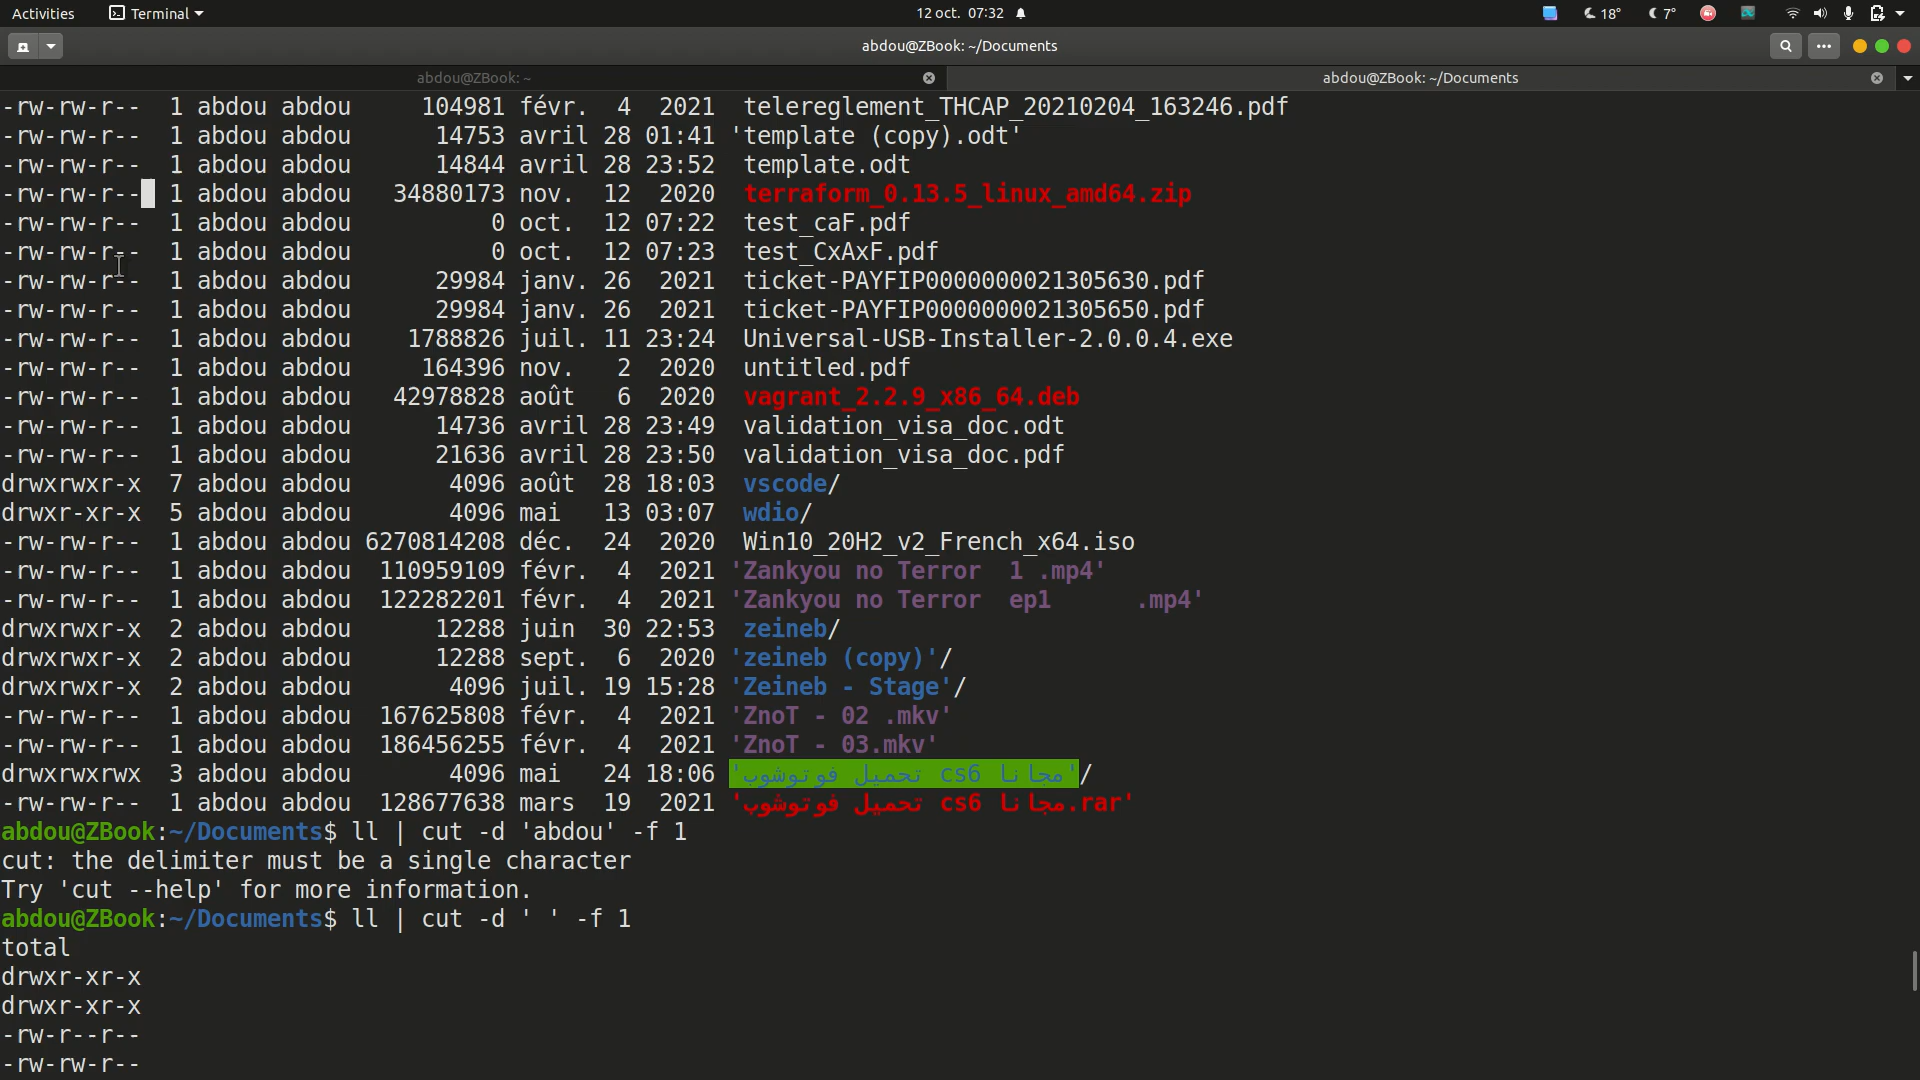 Activities Terminal 12 oct. 07:32 18° 7°
abdou@ZBook: ~/Documents
abdou@ZBook: ~ abdou@ZBook: ~/Documents
-rw-rw-r--  1 abdou abdou     104981 févr.  4  2021  telereglement_THCAP_20210204_163246.pdf
-rw-rw-r--  1 abdou abdou      14753 avril 28 01:41 'template (copy).odt'
-rw-rw-r--  1 abdou abdou      14844 avril 28 23:52  template.odt
-rw-rw-r--  1 abdou abdou   34880173 nov.  12  2020  terraform_0.13.5_linux_amd64.zip
-rw-rw-r--  1 abdou abdou          0 oct.  12 07:22  test_caF.pdf
-rw-rw-r--  1 abdou abdou          0 oct.  12 07:23  test_CxAxF.pdf
-rw-rw-r--  1 abdou abdou      29984 janv. 26  2021  ticket-PAYFIP0000000021305630.pdf
-rw-rw-r--  1 abdou abdou      29984 janv. 26  2021  ticket-PAYFIP0000000021305650.pdf
-rw-rw-r--  1 abdou abdou    1788826 juil. 11 23:24  Universal-USB-Installer-2.0.0.4.exe
-rw-rw-r--  1 abdou abdou     164396 nov.   2  2020  untitled.pdf
-rw-rw-r--  1 abdou abdou   42978828 août   6  2020  vagrant_2.2.9_x86_64.deb
-rw-rw-r--  1 abdou abdou      14736 avril 28 23:49  validation_visa_doc.odt
-rw-rw-r--  1 abdou abdou      21636 avril 28 23:50  validation_visa_doc.pdf
drwxrwxr-x  7 abdou abdou       4096 août  28 18:03  vscode/
drwxr-xr-x  5 abdou abdou       4096 mai   13 03:07  wdio/
-rw-rw-r--  1 abdou abdou 6270814208 déc.  24  2020  Win10_20H2_v2_French_x64.iso
-rw-rw-r--  1 abdou abdou  110959109 févr.  4  2021 'Zankyou no Terror  1 .mp4'
-rw-rw-r--  1 abdou abdou  122282201 févr.  4  2021 'Zankyou no Terror  ep1      .mp4'
drwxrwxr-x  2 abdou abdou      12288 juin  30 22:53  zeineb/
drwxrwxr-x  2 abdou abdou      12288 sept.  6  2020 'zeineb (copy)'/
drwxrwxr-x  2 abdou abdou       4096 juil. 19 15:28 'Zeineb - Stage'/
-rw-rw-r--  1 abdou abdou  167625808 févr.  4  2021 'ZnoT - 02 .mkv'
-rw-rw-r--  1 abdou abdou  186456255 févr.  4  2021 'ZnoT - 03.mkv'
drwxrwxrwx  3 abdou abdou       4096 mai   24 18:06 'تحميل فوتوشوب cs6 مجانا'/
-rw-rw-r--  1 abdou abdou  128677638 mars  19  2021 'تحميل فوتوشوب cs6 مجانا.rar'
abdou@ZBook:~/Documents$ ll | cut -d 'abdou' -f 1
cut: the delimiter must be a single character
Try 'cut --help' for more information.
abdou@ZBook:~/Documents$ ll | cut -d ' ' -f 1
total
drwxr-xr-x
drwxr-xr-x
-rw-r--r--
-rw-rw-r--